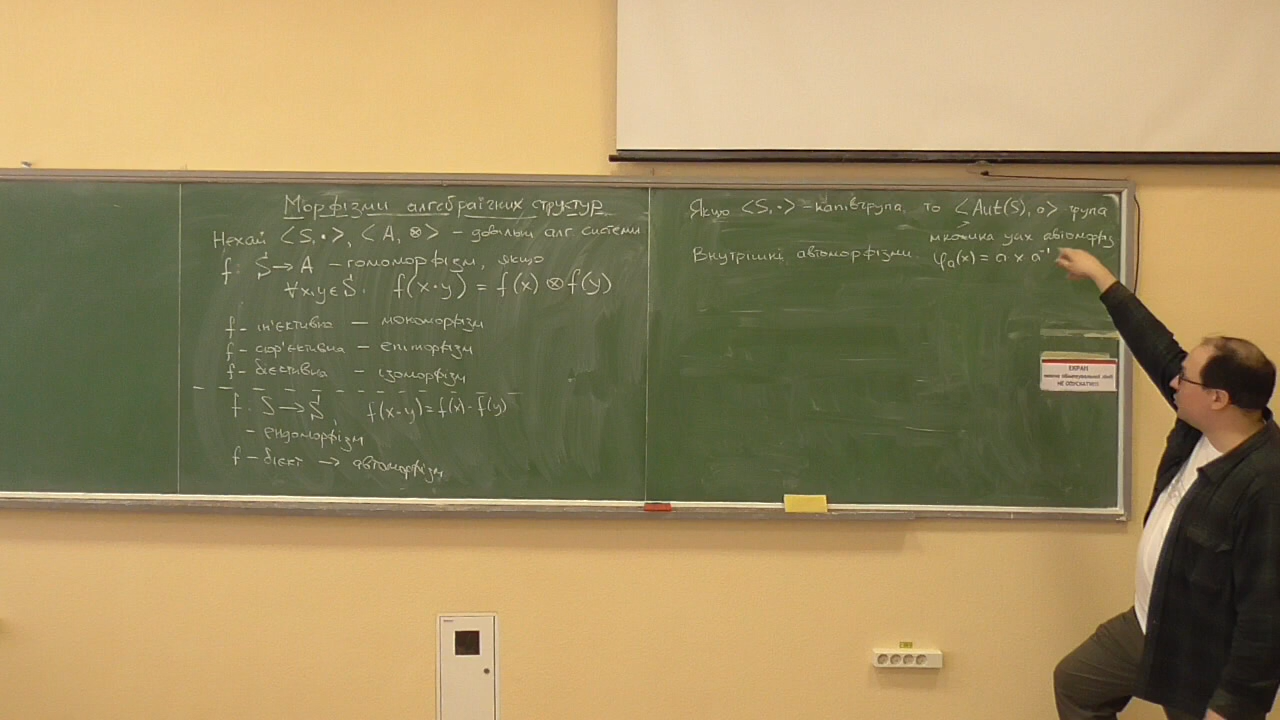 Морфізми алгебраїчних структур
Нехай <S, ·>, <A, ⊗> – довільні алг системи
f: S → A – гомоморфізм, якщо
∀x,y ∈ S: f(x·y) = f(x) ⊗ f(y)
f – ін'єктивна – мономорфізм
f – сюр'єктивна – епіморфізм
f – бієктивна – ізоморфізм
f: S → S f(x·y) = f(x)·f(y)
– ендоморфізм
f – бієкт → автоморфізм
Якщо <S, ·> – напівгрупа, то <Aut(S), ∘> група
множина усіх автоморфіз
Внутрішні автоморфізми. φₐ(x) = a x a⁻¹
ЕКРАН
НЕ ОПУСКАТИ!!!